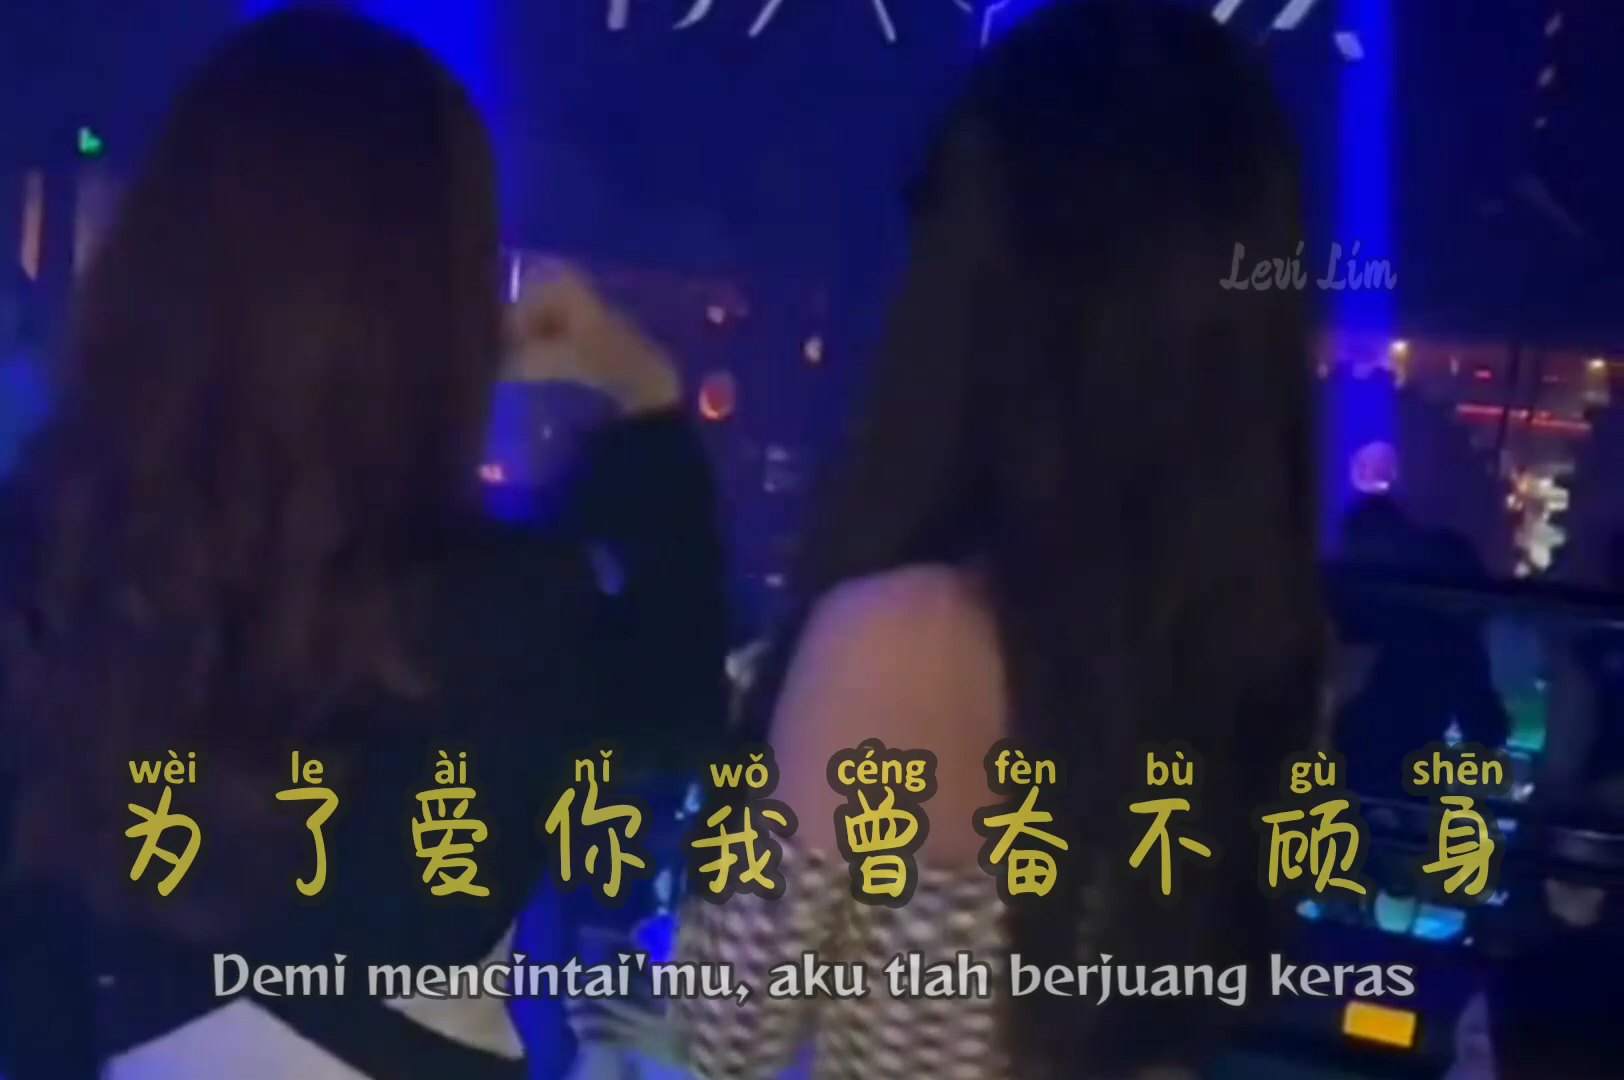 Levi Lim
wèi le ài nǐ wǒ céng fèn bù gù shēn
为了爱你我曾奋不顾身
Demi mencintai'mu, aku tlah berjuang keras